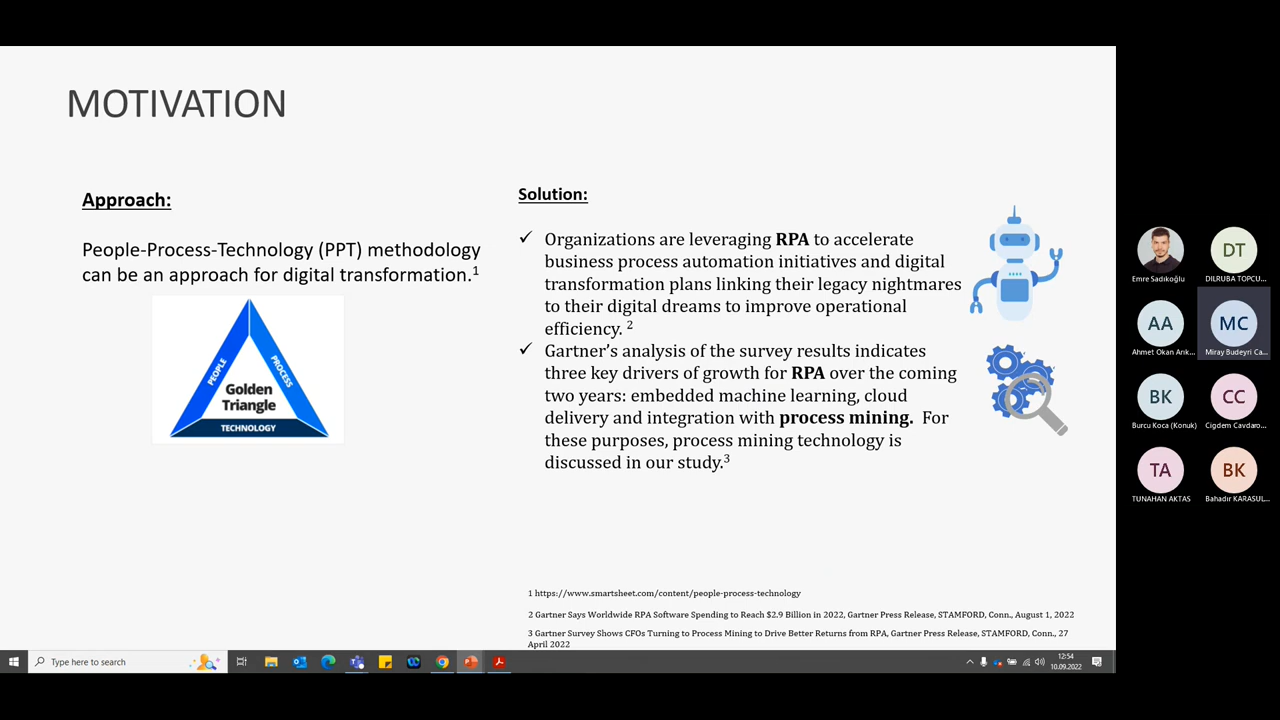 MOTIVATION
Approach:
People-Process-Technology (PPT) methodology
can be an approach for digital transformation.1
PEOPLE
PROCESS
Golden
Triangle
TECHNOLOGY
Solution:
✓ Organizations are leveraging RPA to accelerate
business process automation initiatives and digital
transformation plans linking their legacy nightmares
to their digital dreams to improve operational
efficiency. 2
✓ Gartner's analysis of the survey results indicates
three key drivers of growth for RPA over the coming
two years: embedded machine learning, cloud
delivery and integration with process mining. For
these purposes, process mining technology is
discussed in our study.3
1 https://www.smartsheet.com/content/people-process-technology
2 Gartner Says Worldwide RPA Software Spending to Reach $2.9 Billion in 2022, Gartner Press Release, STAMFORD, Conn., August 1, 2022
3 Gartner Survey Shows CFOs Turning to Process Mining to Drive Better Returns from RPA, Gartner Press Release, STAMFORD, Conn., 27
April 2022
Emre Sadıkoğlu
DT
DILRUBA TOPCU...
AA
Ahmet Okan Arık...
MC
Miray Budeyri Ca...
BK
Burcu Koca (Konuk)
CC
Cigdem Cavdaro...
TA
TUNAHAN AKTAS
BK
Bahadır KARASUL...
Type here to search
12:54
10.09.2022